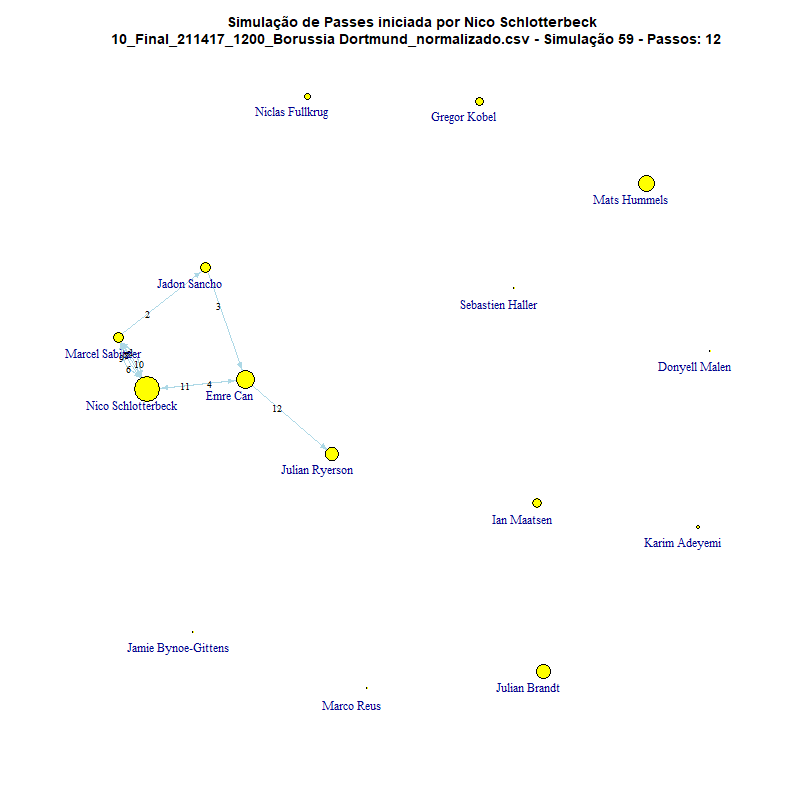 Simulação de Passes iniciada por Nico Schlotterbeck
10_Final_211417_1200_Borussia Dortmund_normalizado.csv - Simulação 59 - Passos: 12
Niclas Fullkrug
Gregor Kobel
Mats Hummels
Jadon Sancho
Sebastien Haller
2
3
Marcel Sabitzer
Donyell Malen
10
6
11
4
Emre Can
Nico Schlotterbeck
12
Julian Ryerson
Ian Maatsen
Karim Adeyemi
Jamie Bynoe-Gittens
Julian Brandt
Marco Reus